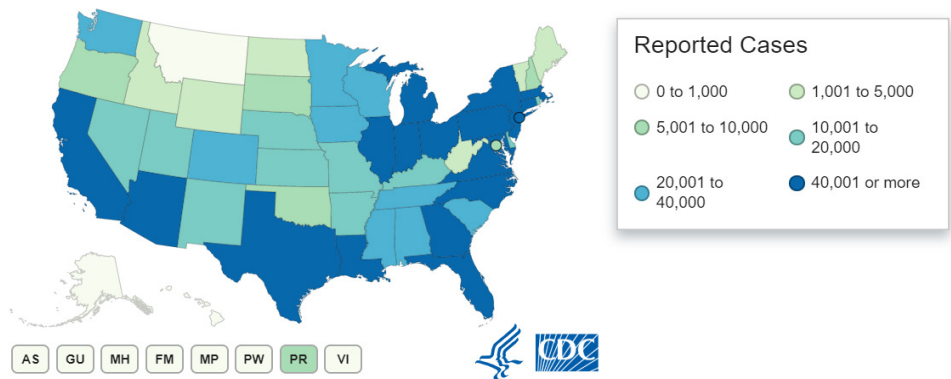 Reported Cases
0 to 1,000
1,001 to 5,000
5,001 to 10,000
10,001 to
20,000
20,001 to
40,000
40,001 or more
AS GU MH FM MP PW PR VI
CDC